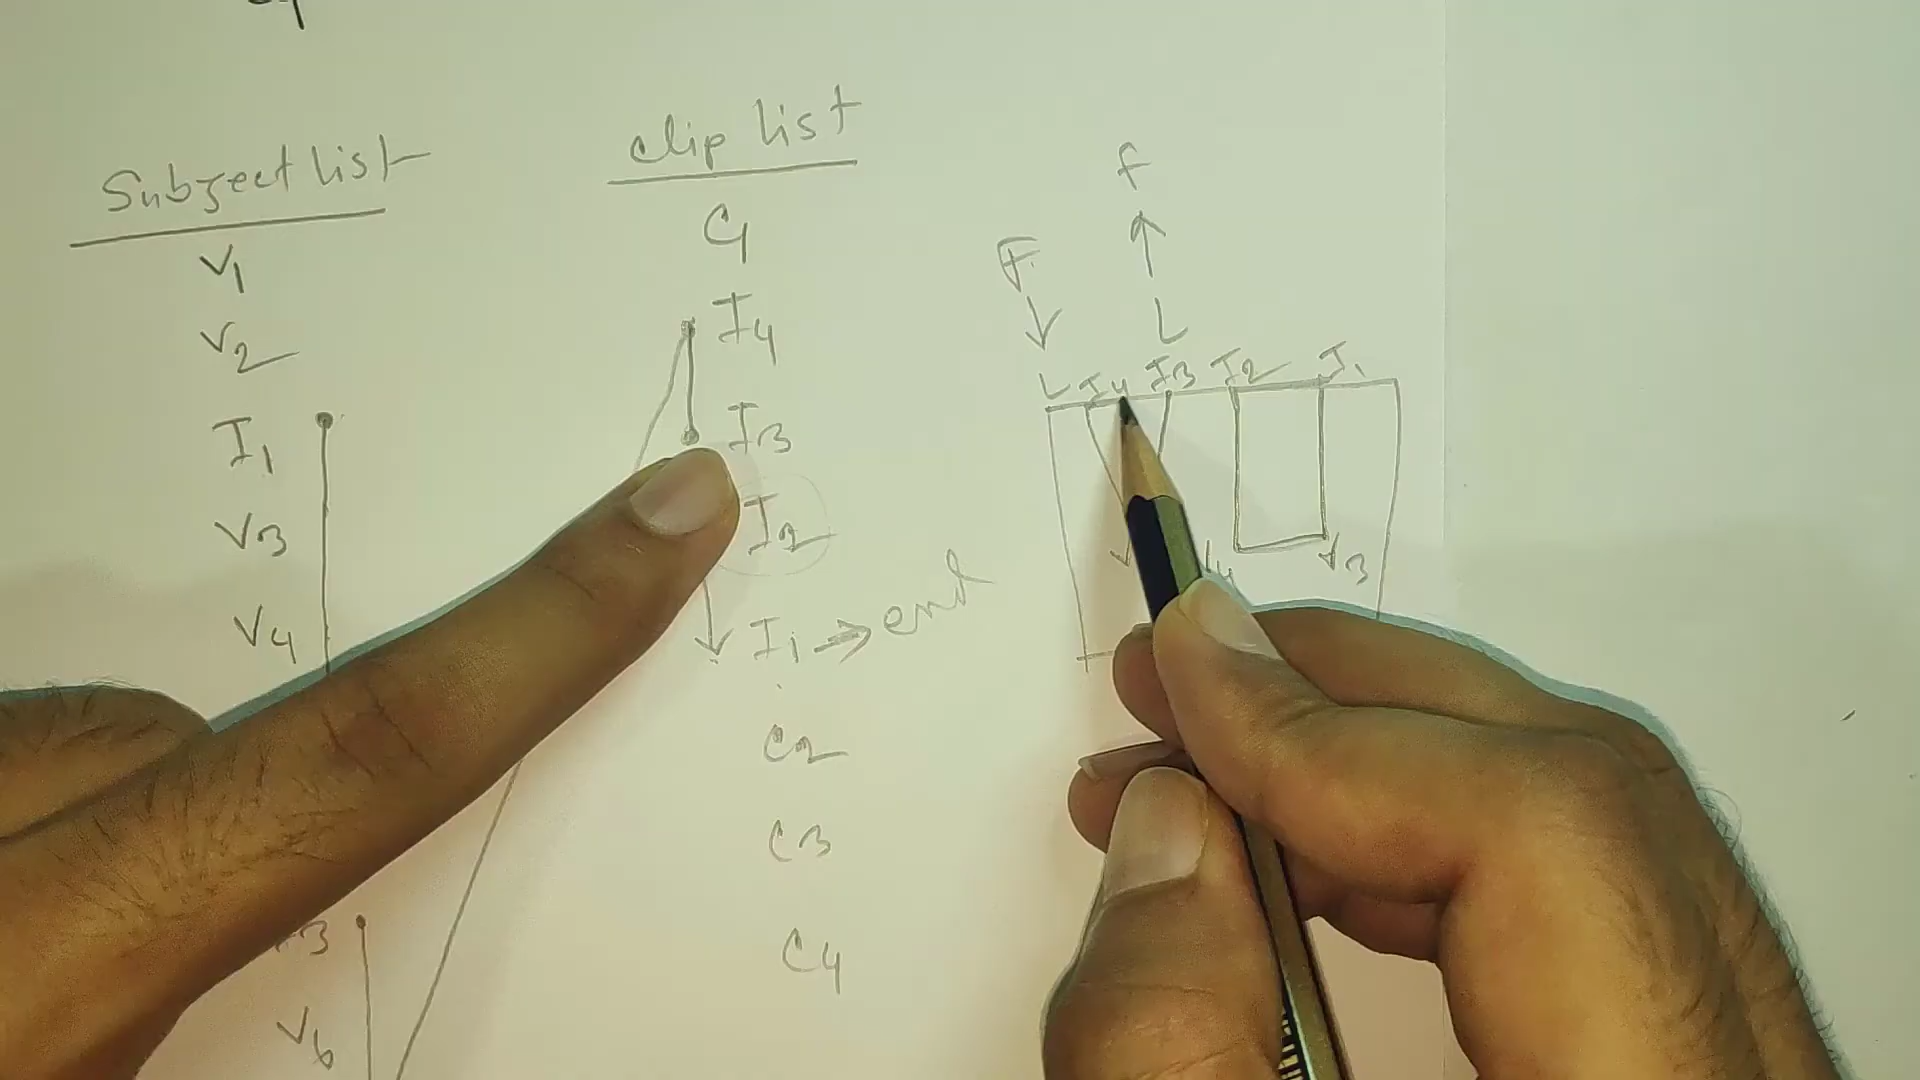 Subject list
V1
V2
I1
V3
V4
V6
clip list
C1
I4
I3
I2
I1 → end
C2
C3
C4
F
f
↓
↑
L
L I4 I3 I2 I1
V3